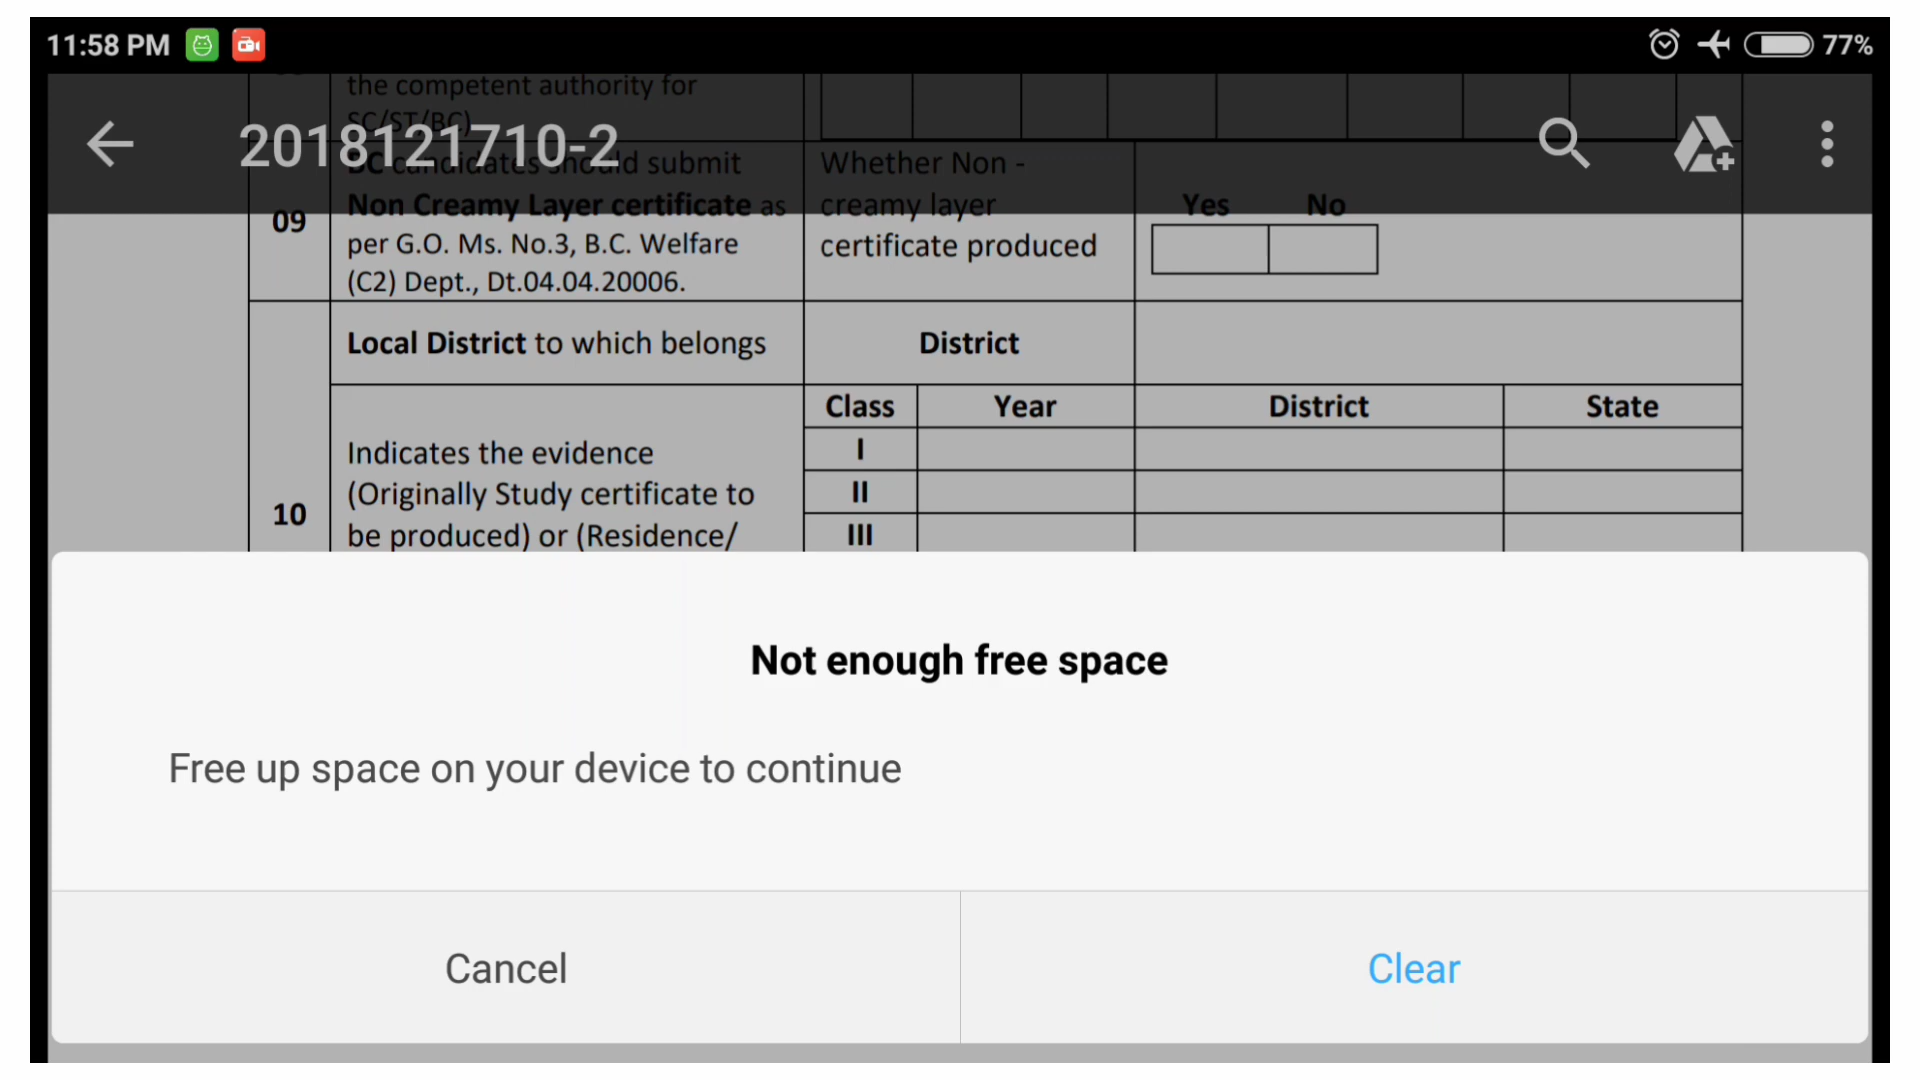 11:58 PM
77%
the competent authority for
SC/ST/BC)
2018121710-2
BC candidates should submit
Non Creamy Layer certificate as
per G.O. Ms. No.3, B.C. Welfare
(C2) Dept., Dt.04.04.20006.
09
Whether Non -
creamy layer
certificate produced
Yes No
Local District to which belongs
District
Class Year District State
I
II
III
10
Indicates the evidence
(Originally Study certificate to
be produced) or (Residence/
Not enough free space
Free up space on your device to continue
Cancel
Clear